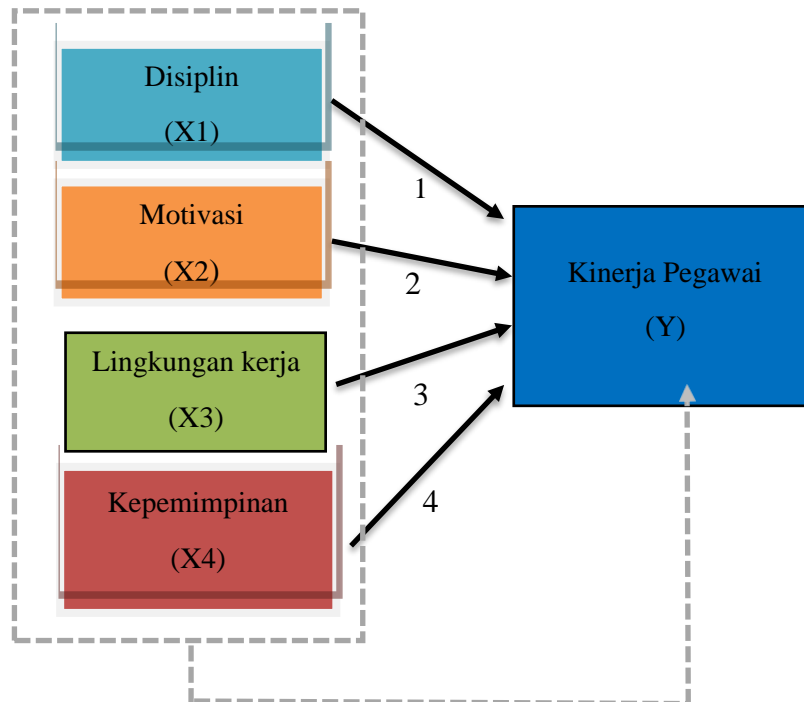 Disiplin
(X1)
1
Motivasi
(X2)
2
Kinerja Pegawai
(Y)
Lingkungan kerja
(X3)
3
Kepemimpinan
(X4)
4